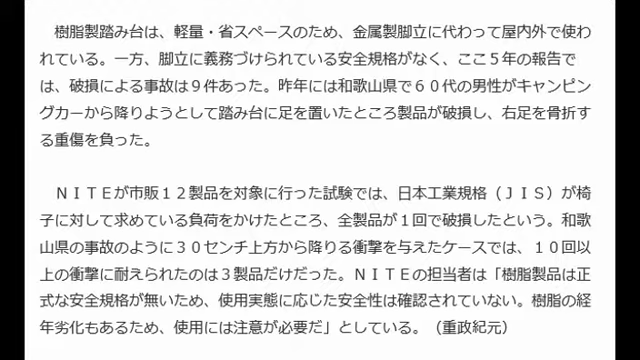 樹脂製踏み台は、軽量・省スペースのため、金属製脚立に代わって屋内外で使わ
れている。一方、脚立に義務づけられている安全規格がなく、ここ５年の報告で
は、破損による事故は９件あった。昨年には和歌山県で６０代の男性がキャンピン
グカーから降りようとして踏み台に足を置いたところ製品が破損し、右足を骨折す
る重傷を負った。
ＮＩＴＥが市販１２製品を対象に行った試験では、日本工業規格（ＪＩＳ）が椅
子に対して求めている負荷をかけたところ、全製品が１回で破損したという。和歌
山県の事故のように３０センチ上方から降りる衝撃を与えたケースでは、１０回以
上の衝撃に耐えられたのは３製品だけだった。ＮＩＴＥの担当者は「樹脂製品は正
式な安全規格が無いため、使用実態に応じた安全性は確認されていない。樹脂の経
年劣化もあるため、使用には注意が必要だ」としている。（重政紀元）